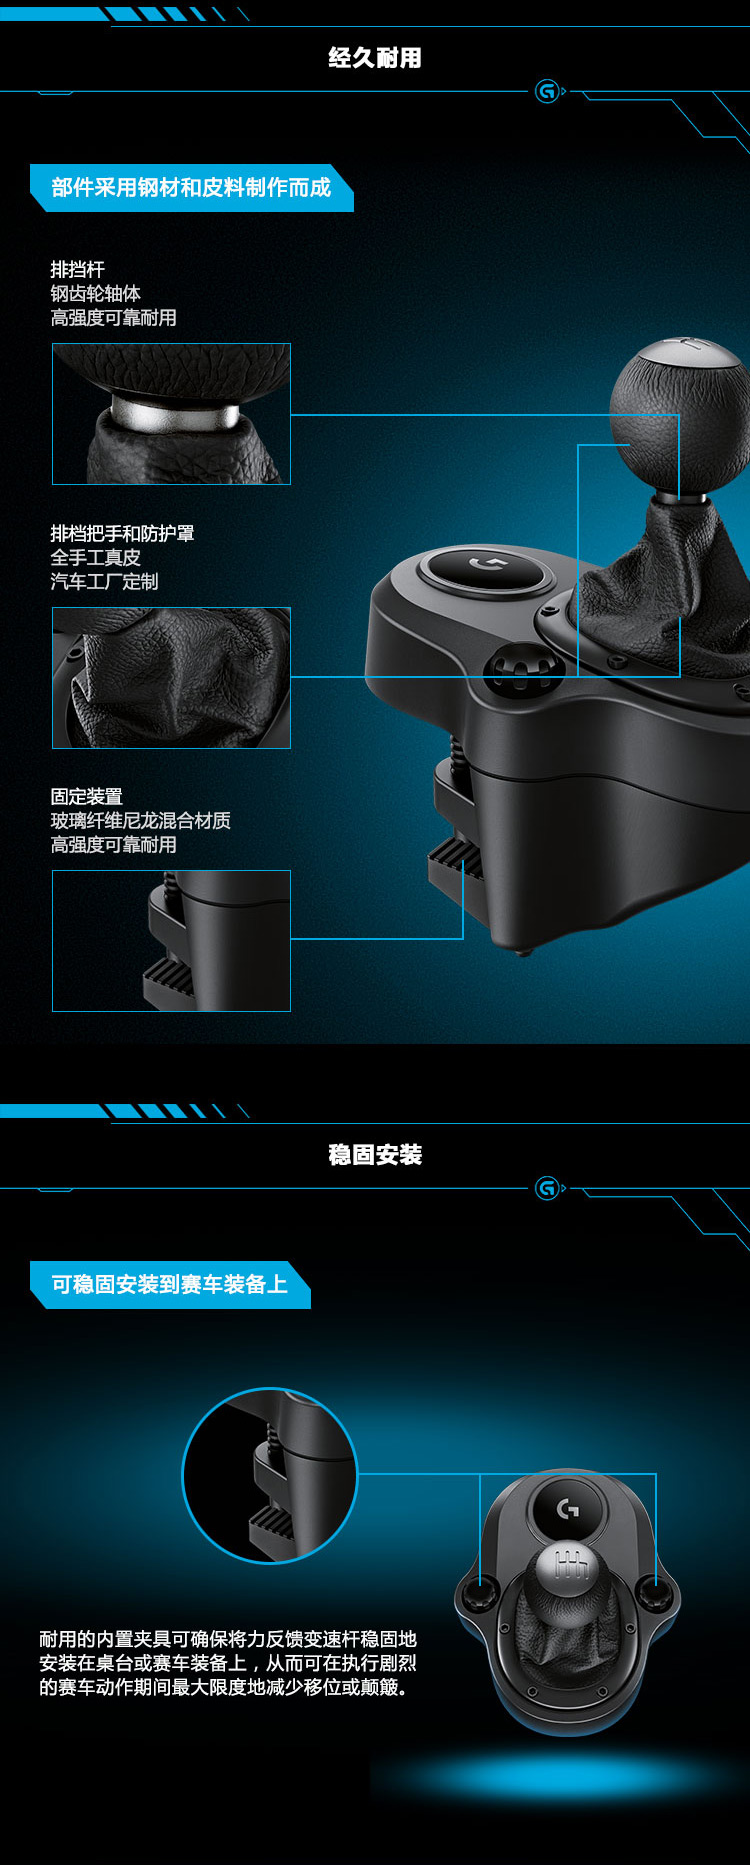 经久耐用
部件采用钢材和皮料制作而成
排挡杆
钢齿轮轴体
高强度可靠耐用
排档把手和防护罩
全手工真皮
汽车工厂定制
固定装置
玻璃纤维尼龙混合材质
高强度可靠耐用
稳固安装
可稳固安装到赛车装备上
耐用的内置夹具可确保将力反馈变速杆稳固地
安装在桌台或赛车装备上，从而可在执行剧烈
的赛车动作期间最大限度地减少移位或颠簸。